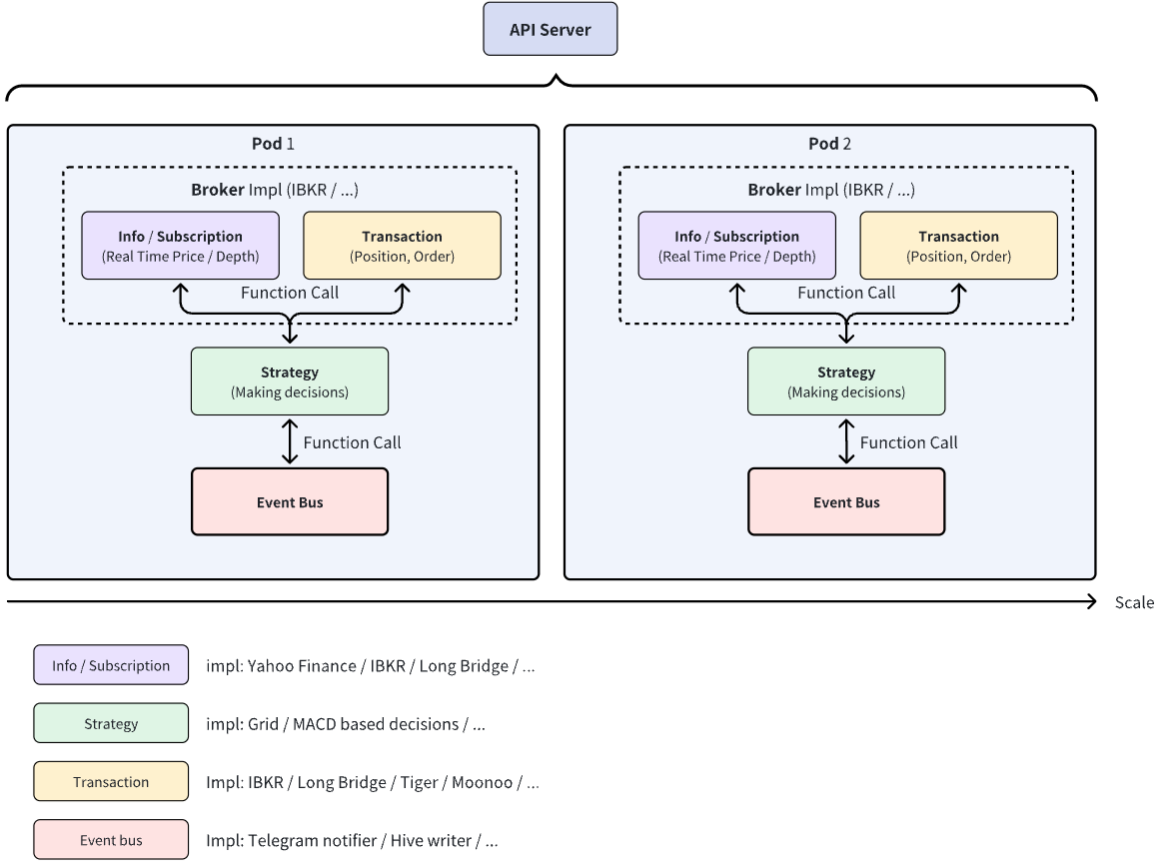 API Server
Pod 1
Broker Impl (IBKR / ...)
Info / Subscription
(Real Time Price / Depth)
Transaction
(Position, Order)
Function Call
Strategy
(Making decisions)
Function Call
Event Bus
Pod 2
Broker Impl (IBKR / ...)
Info / Subscription
(Real Time Price / Depth)
Transaction
(Position, Order)
Function Call
Strategy
(Making decisions)
Function Call
Event Bus
Scale
Info / Subscription
impl: Yahoo Finance / IBKR / Long Bridge / ...
Strategy
impl: Grid / MACD based decisions / ...
Transaction
Impl: IBKR / Long Bridge / Tiger / Moonoo / ...
Event bus
Impl: Telegram notifier / Hive writer / ...